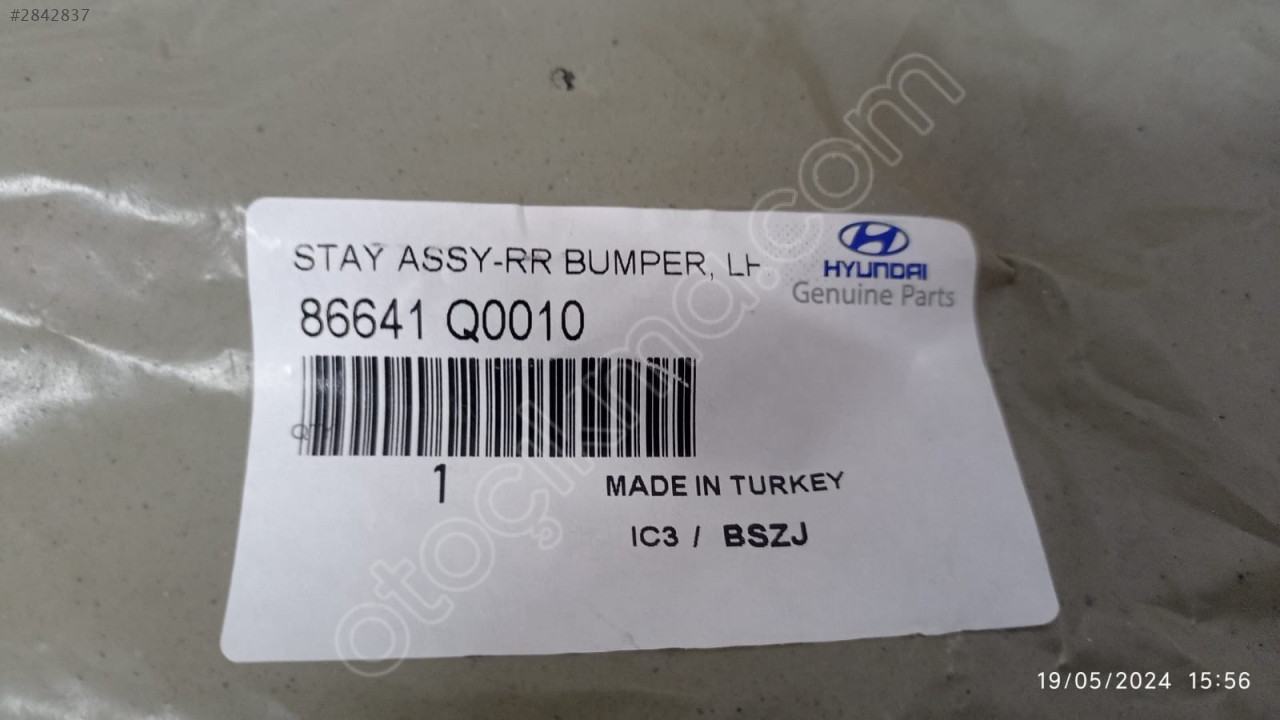 #2842837
STAY ASSY-RR BUMPER, LH
HYUNDAI
Genuine Parts
86641 Q0010
QTY
1
MADE IN TURKEY
IC3 / BSZJ
otoçıkma.com
19/05/2024 15:56